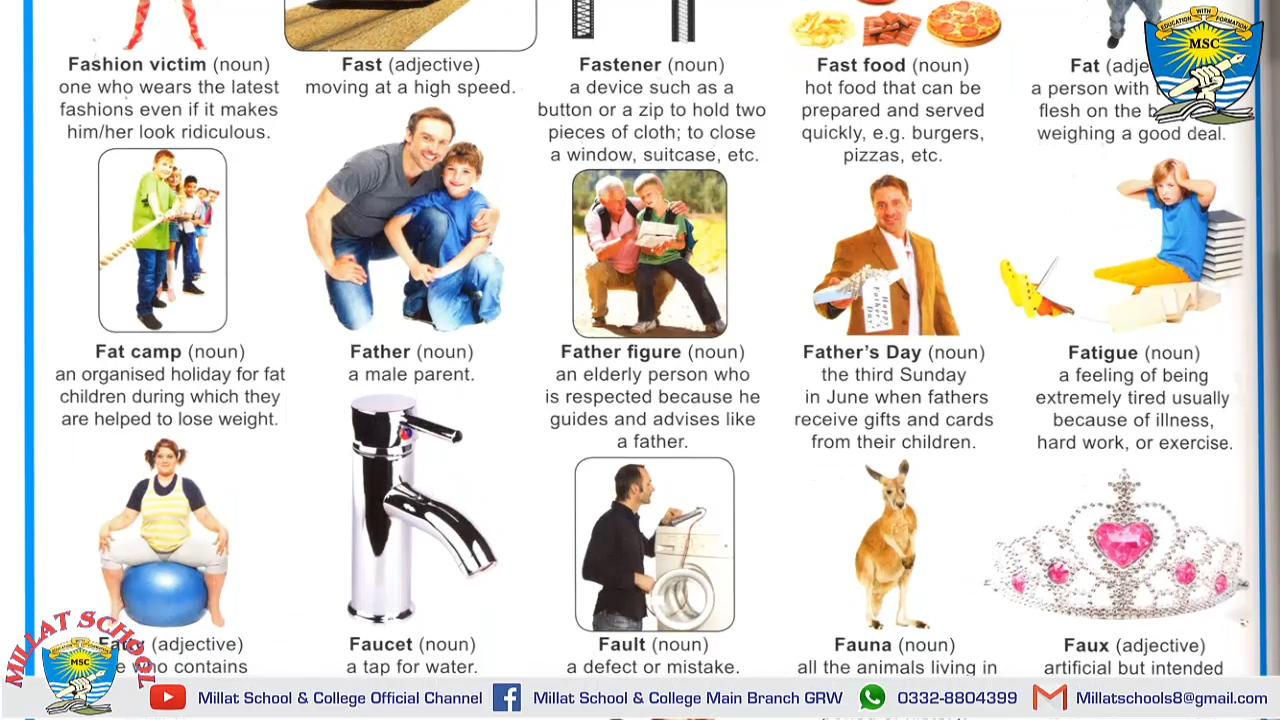 Fashion victim (noun)
one who wears the latest
fashions even if it makes
him/her look ridiculous.
Fast (adjective)
moving at a high speed.
Fastener (noun)
a device such as a
button or a zip to hold two
pieces of cloth; to close
a window, suitcase, etc.
Fast food (noun)
hot food that can be
prepared and served
quickly, e.g. burgers,
pizzas, etc.
Fat
a person with
flesh on the
weighing a good deal.
EDUCATION WITH FORMATION
MSC
Fat camp (noun)
an organised holiday for fat
children during which they
are helped to lose weight.
Father (noun)
a male parent.
Father figure (noun)
an elderly person who
is respected because he
guides and advises like
a father.
Happy
Father's
Day
Father's Day (noun)
the third Sunday
in June when fathers
receive gifts and cards
from their children.
Fatigue (noun)
a feeling of being
extremely tired usually
because of illness,
hard work, or exercise.
(adjective)
who contains
Faucet (noun)
a tap for water.
Fault (noun)
a defect or mistake.
Fauna (noun)
all the animals living in
Faux (adjective)
artificial but intended
MILLAT SCHOOL
MSC
Millat School & College Official Channel
Millat School & College Main Branch GRW
0332-8804399
Millatschools8@gmail.com